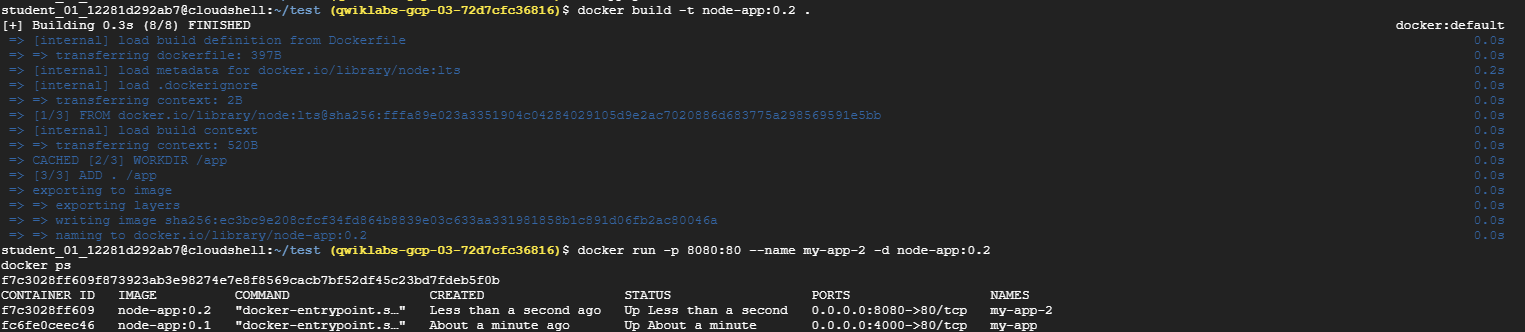 student_01_12281d292ab7@cloudshell:~/test (qwiklabs-gcp-03-72d7cfc36816)$ docker build -t node-app:0.2 .
[+] Building 0.3s (8/8) FINISHED docker:default
=> [internal] load build definition from Dockerfile 0.0s
=> => transferring dockerfile: 397B 0.0s
=> [internal] load metadata for docker.io/library/node:lts 0.2s
=> [internal] load .dockerignore 0.0s
=> => transferring context: 2B 0.0s
=> [1/3] FROM docker.io/library/node:lts@sha256:fffa89e023a3351904c04284029105d9e2ac7020886d683775a298569591e5bb 0.0s
=> [internal] load build context 0.0s
=> => transferring context: 520B 0.0s
=> CACHED [2/3] WORKDIR /app 0.0s
=> [3/3] ADD . /app 0.0s
=> exporting to image 0.0s
=> => exporting layers 0.0s
=> => writing image sha256:ec3bc9e208cfcf34fd864b8839e03c633aa331981858b1c891d06fb2ac80046a 0.0s
=> => naming to docker.io/library/node-app:0.2 0.0s
student_01_12281d292ab7@cloudshell:~/test (qwiklabs-gcp-03-72d7cfc36816)$ docker run -p 8080:80 --name my-app-2 -d node-app:0.2
docker ps
f7c3028ff609f873923ab3e98274e7e8f8569cacb7bf52df45c23bd7fdeb5f0b
CONTAINER ID IMAGE COMMAND CREATED STATUS PORTS NAMES
f7c3028ff609 node-app:0.2 "docker-entrypoint.s…" Less than a second ago Up Less than a second 0.0.0.0:8080->80/tcp my-app-2
fc6fe0ceec46 node-app:0.1 "docker-entrypoint.s…" About a minute ago Up About a minute 0.0.0.0:4000->80/tcp my-app